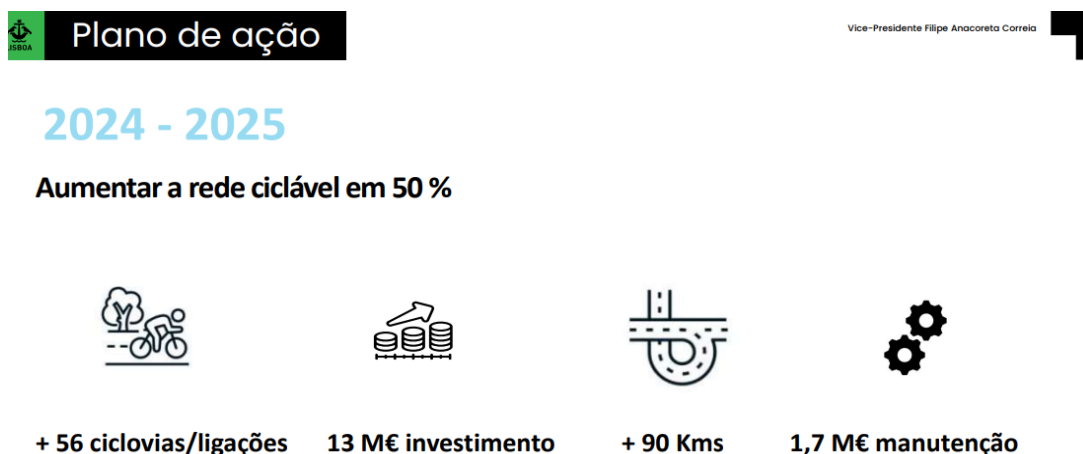 LISBOA
Plano de ação
Vice-Presidente Filipe Anacoreta Correia
2024 - 2025
Aumentar a rede ciclável em 50 %
+ 56 ciclovias/ligações
13 M€ investimento
+ 90 Kms
1,7 M€ manutenção